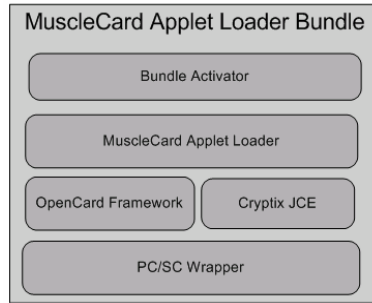 MuscleCard Applet Loader Bundle
Bundle Activator
MuscleCard Applet Loader
OpenCard Framework
Cryptix JCE
PC/SC Wrapper